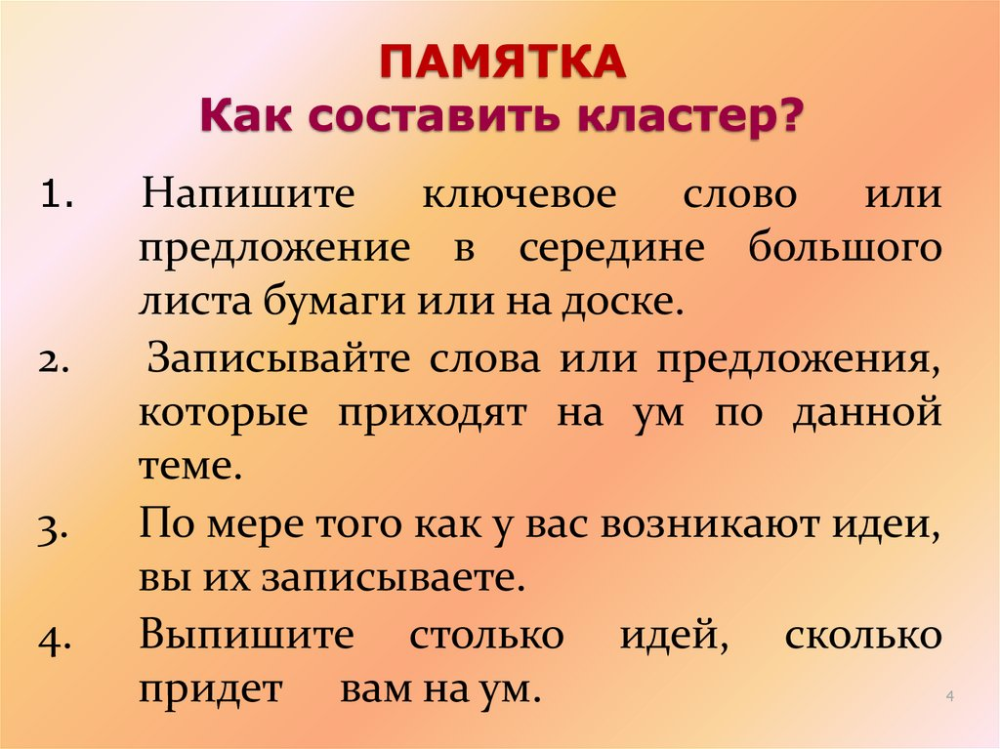 ПАМЯТКА
Как составить кластер?
1. Напишите ключевое слово или
предложение в середине большого
листа бумаги или на доске.
2. Записывайте слова или предложения,
которые приходят на ум по данной
теме.
3. По мере того как у вас возникают идеи,
вы их записываете.
4. Выпишите столько идей, сколько
придет вам на ум.
4